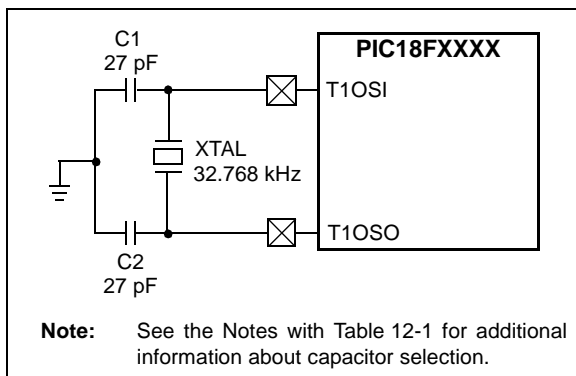 C1
27 pF
PIC18FXXXX
T1OSI
XTAL
32.768 kHz
T1OSO
C2
27 pF
Note: See the Notes with Table 12-1 for additional
information about capacitor selection.